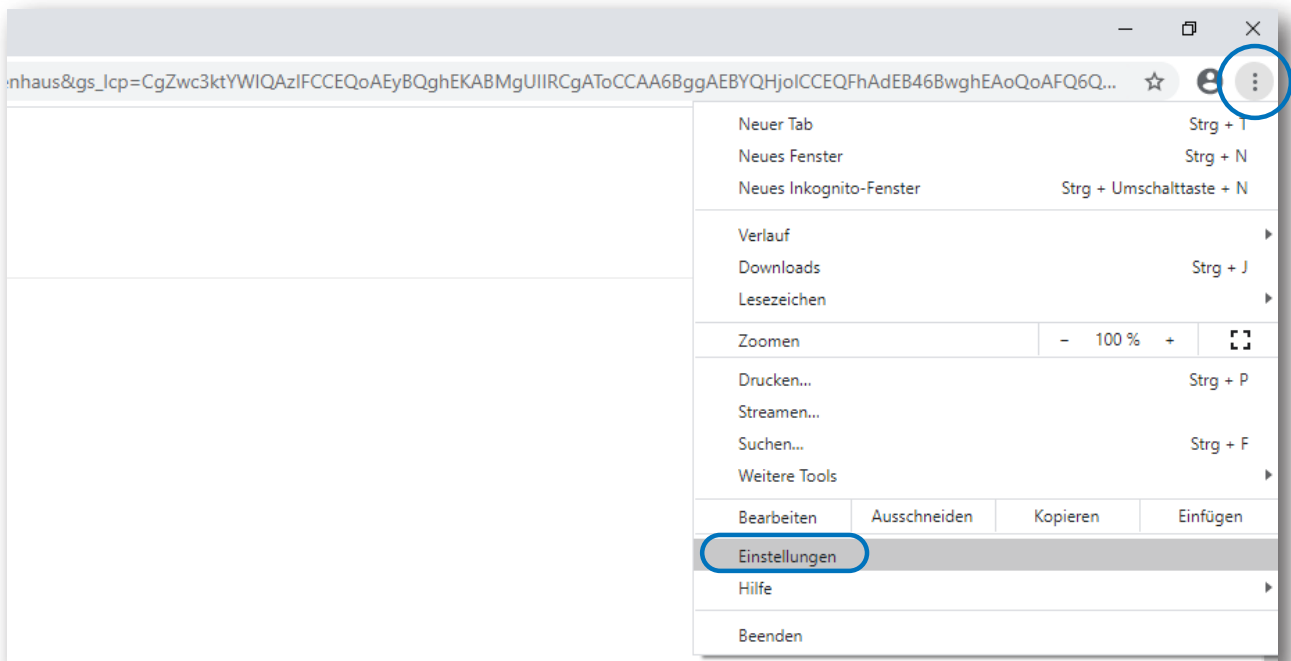 enhaus&gs_lcp=CgZwc3ktYWIQAzIFCCEQoAEyBQghEKABMgUIIRCgAToCCAA6BggAEBYQHjoICCEQFhAdEB46BwghEAoQoAFQ6Q...
Neuer Tab Strg + T
Neues Fenster Strg + N
Neues Inkognito-Fenster Strg + Umschalttaste + N
Verlauf
Downloads Strg + J
Lesezeichen
Zoomen - 100 % +
Drucken... Strg + P
Streamen...
Suchen... Strg + F
Weitere Tools
Bearbeiten Ausschneiden Kopieren Einfügen
Einstellungen
Hilfe
Beenden